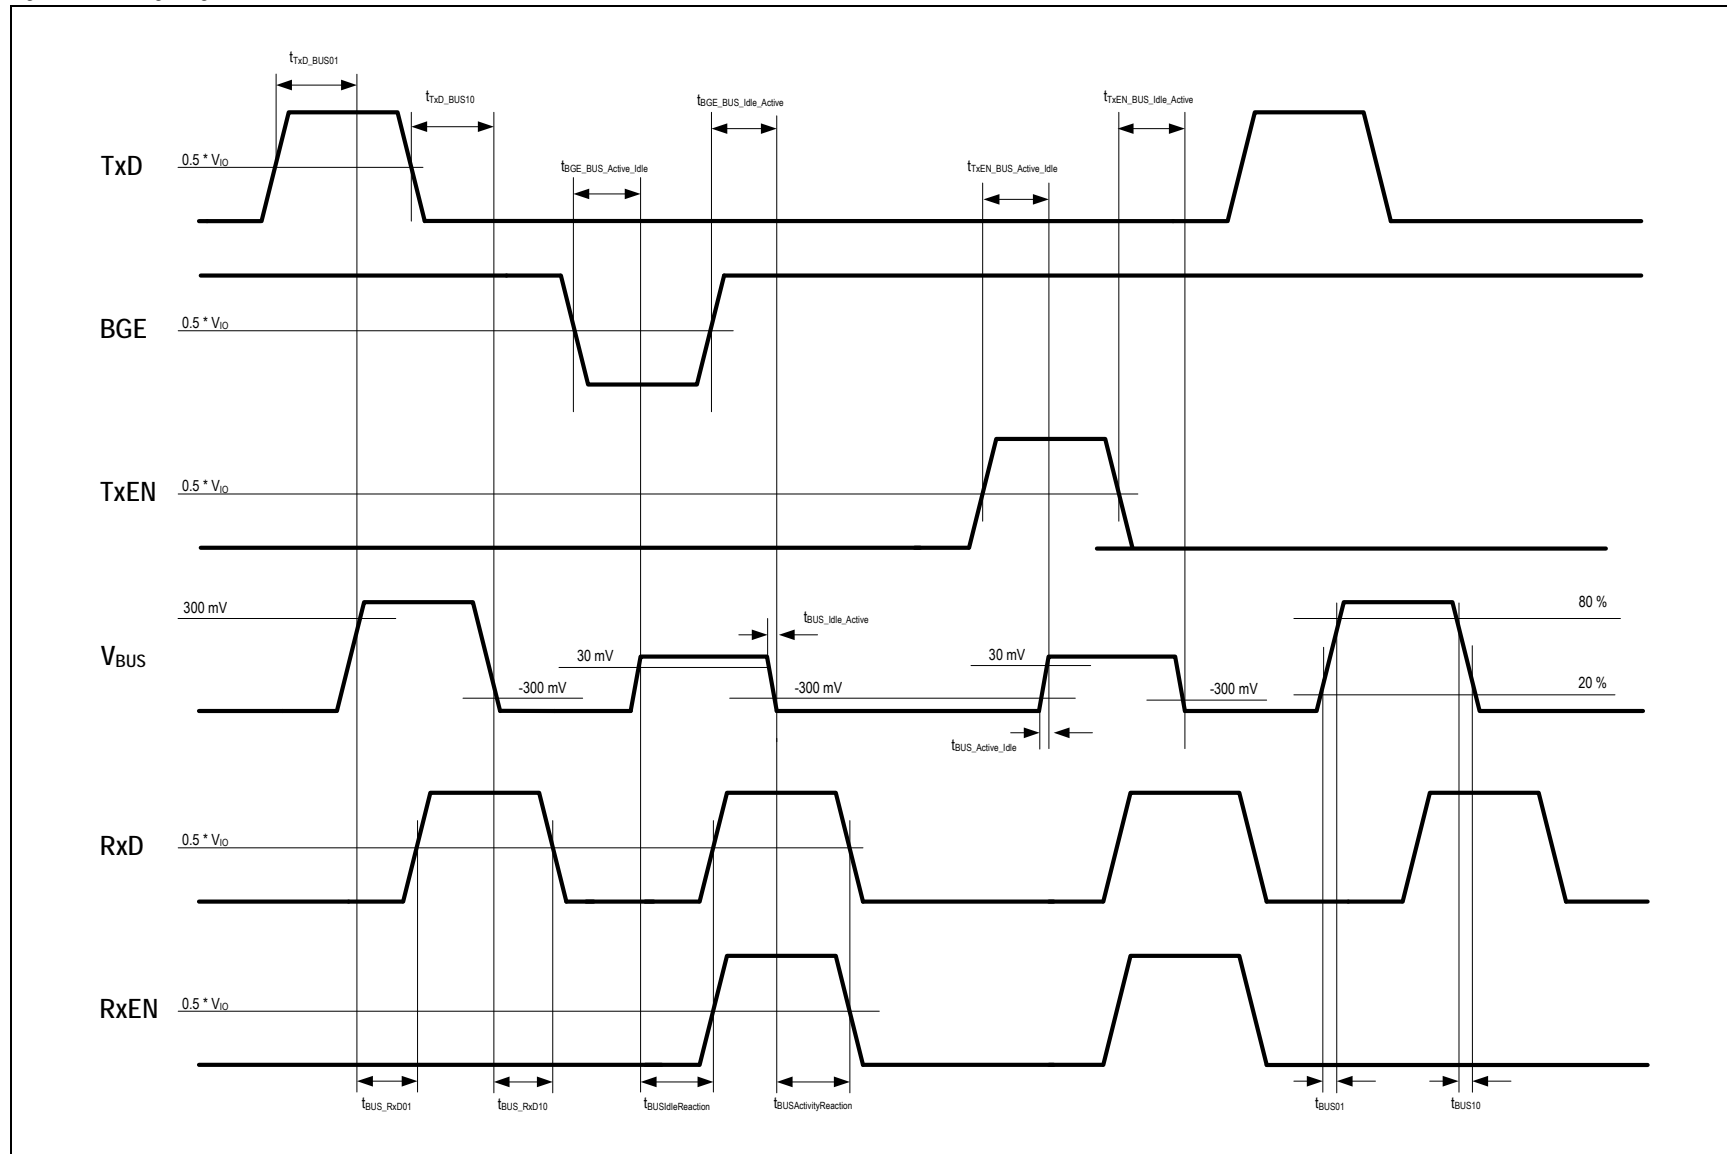 tTxD_BUS01
tTxD_BUS10
tBGE_BUS_Idle_Active
tTxEN_BUS_Idle_Active
TxD
0.5 * VIO
tBGE_BUS_Active_Idle
tTxEN_BUS_Active_Idle
BGE
0.5 * VIO
TxEN
0.5 * VIO
300 mV
tBUS_Idle_Active
80 %
VBUS
30 mV
30 mV
-300 mV
-300 mV
-300 mV
20 %
tBUS_Active_Idle
RxD
0.5 * VIO
RxEN
0.5 * VIO
tBUS_RxD01
tBUS_RxD10
tBUSIdleReaction
tBUSActivityReaction
tBUS01
tBUS10